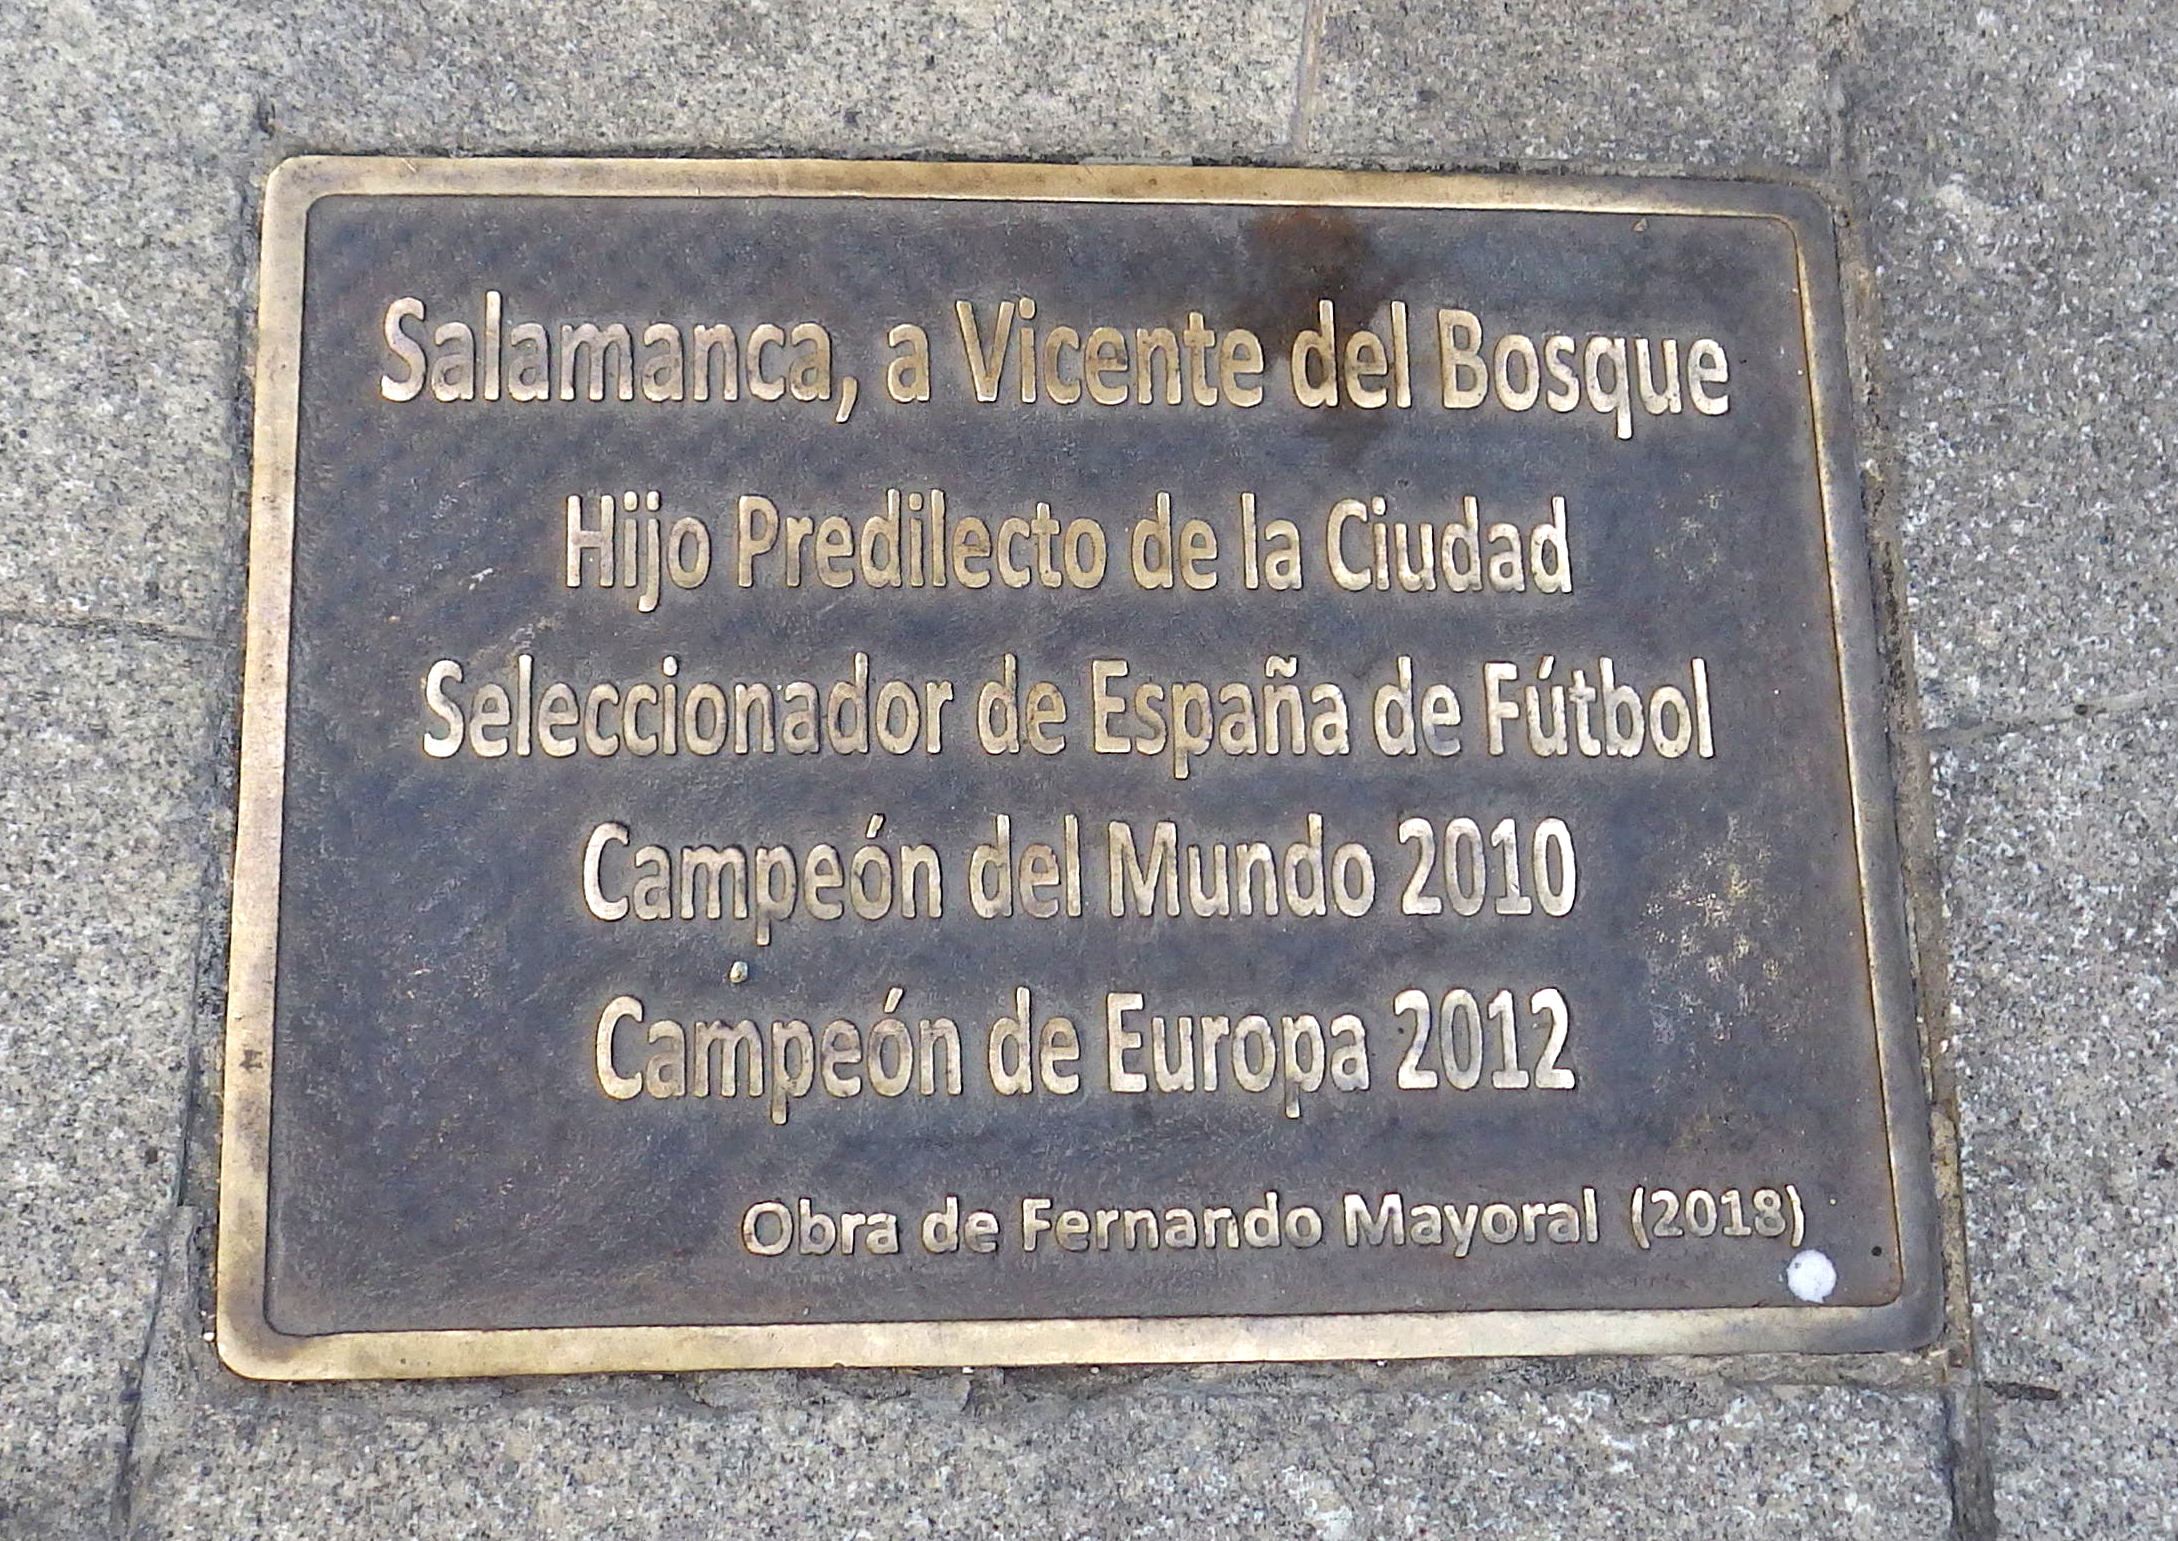 Salamanca, a Vicente del Bosque
Hijo Predilecto de la Ciudad
Seleccionador de España de Fútbol
Campeón del Mundo 2010
Campeón de Europa 2012
Obra de Fernando Mayoral (2018)